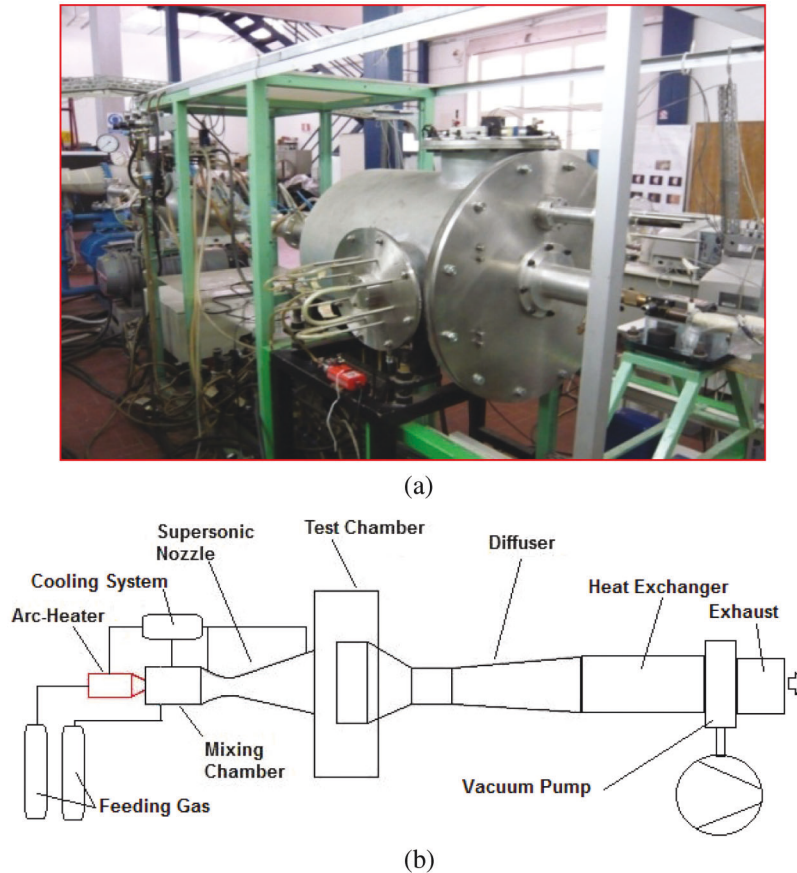 (a)
Supersonic
Nozzle
Test Chamber
Diffuser
Cooling System
Heat Exchanger
Arc-Heater
Exhaust
Mixing
Chamber
Vacuum Pump
Feeding Gas
(b)